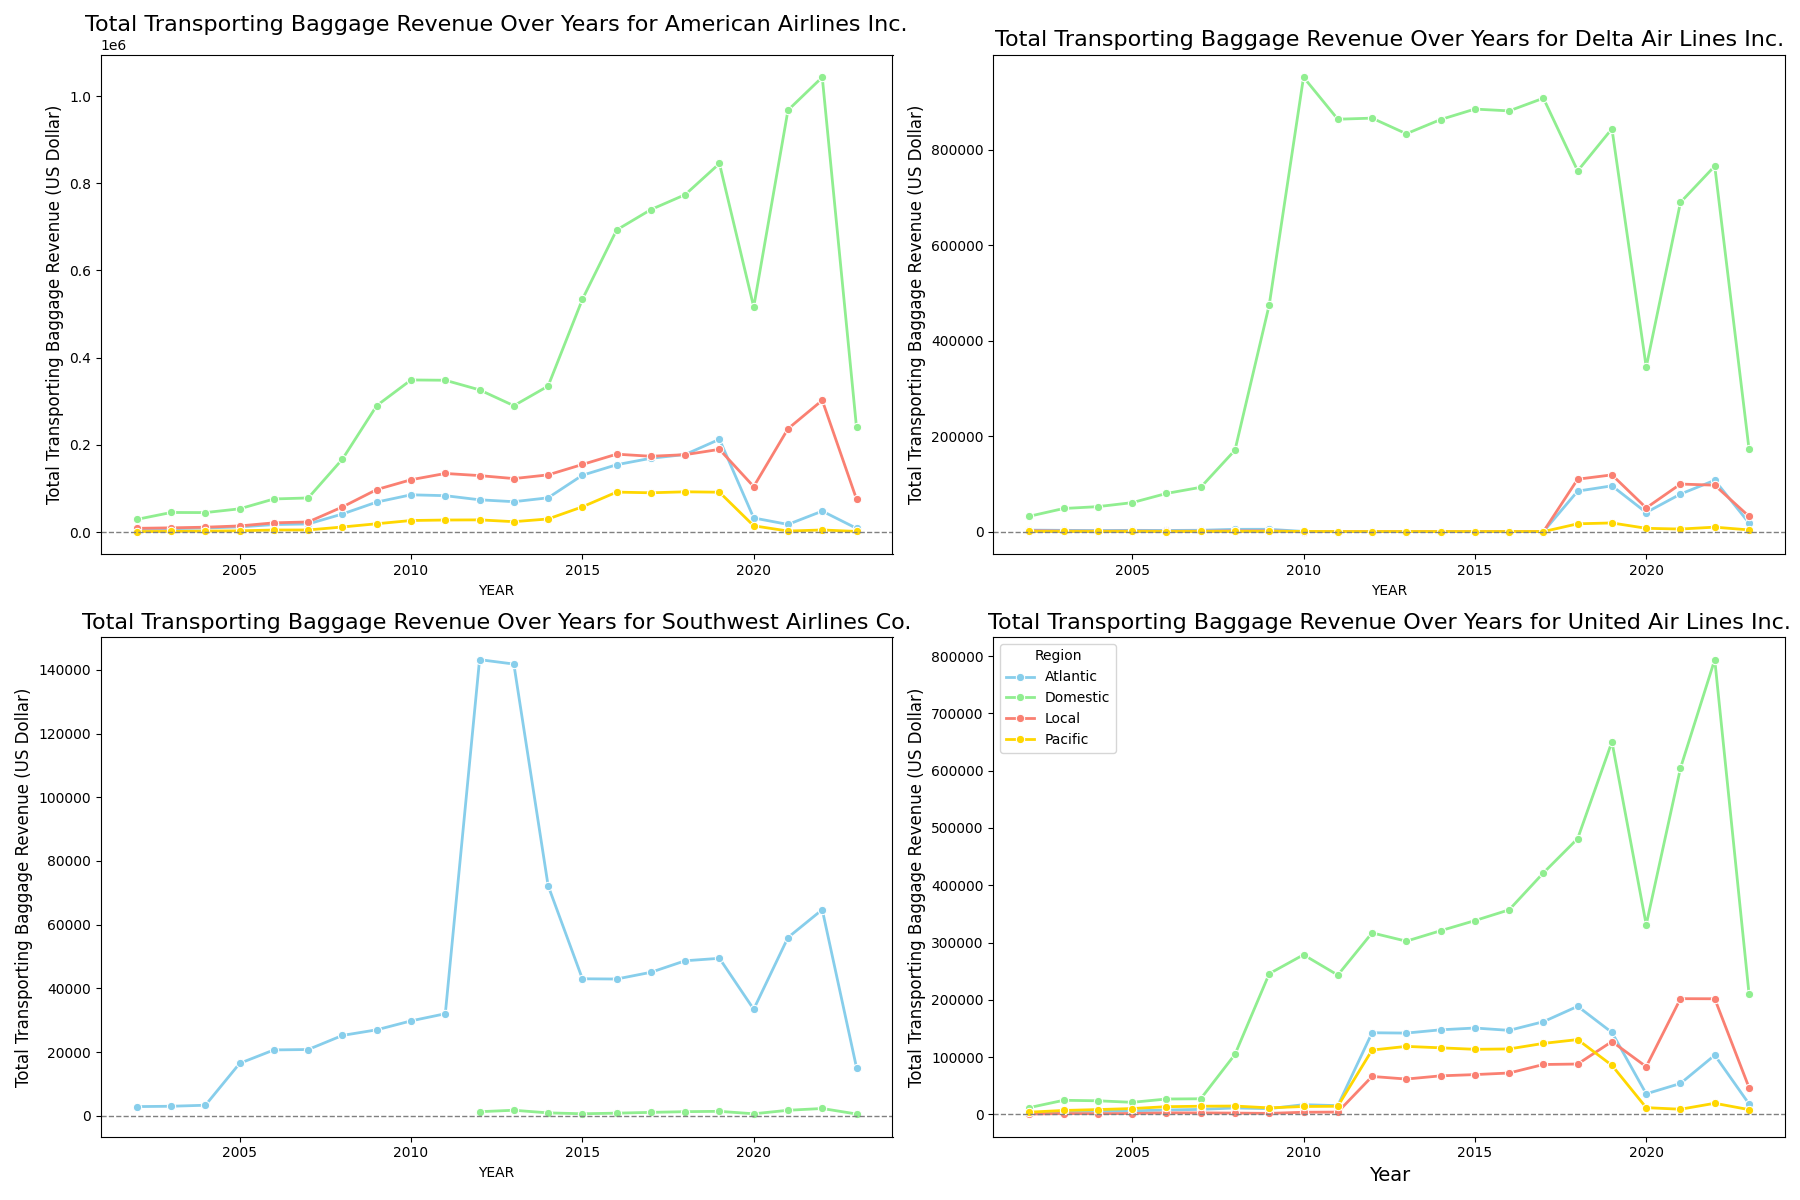 Total Transporting Baggage Revenue Over Years for American Airlines Inc.
1e6
Total Transporting Baggage Revenue (US Dollar)
1.0
0.8
0.6
0.4
0.2
0.0
2005 2010 2015 2020
YEAR
Total Transporting Baggage Revenue Over Years for Delta Air Lines Inc.
Total Transporting Baggage Revenue (US Dollar)
800000
600000
400000
200000
0
2005 2010 2015 2020
YEAR
Total Transporting Baggage Revenue Over Years for Southwest Airlines Co.
Total Transporting Baggage Revenue (US Dollar)
140000
120000
100000
80000
60000
40000
20000
0
2005 2010 2015 2020
YEAR
Total Transporting Baggage Revenue Over Years for United Air Lines Inc.
Total Transporting Baggage Revenue (US Dollar)
800000
700000
600000
500000
400000
300000
200000
100000
0
Region
Atlantic
Domestic
Local
Pacific
2005 2010 2015 2020
Year